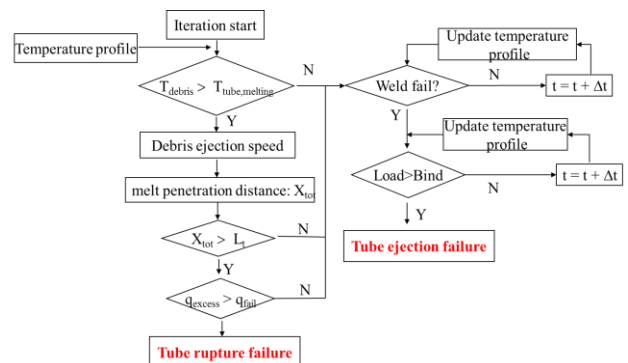 Iteration start
Temperature profile
T_debris > T_tube,melting
N
Y
Debris ejection speed
melt penetration distance: X_tot
X_tot > L_t
N
Y
q_excess > q_fail
N
Y
Tube rupture failure
Update temperature
profile
Weld fail?
N
t = t + Δt
Y
Update temperature
profile
Load>Bind
N
t = t + Δt
Y
Tube ejection failure